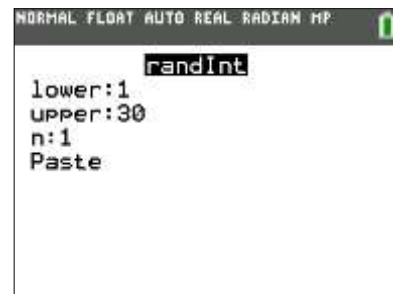 NORMAL FLOAT AUTO REAL RADIAN MP
randInt
lower:1
upper:30
n:1
Paste